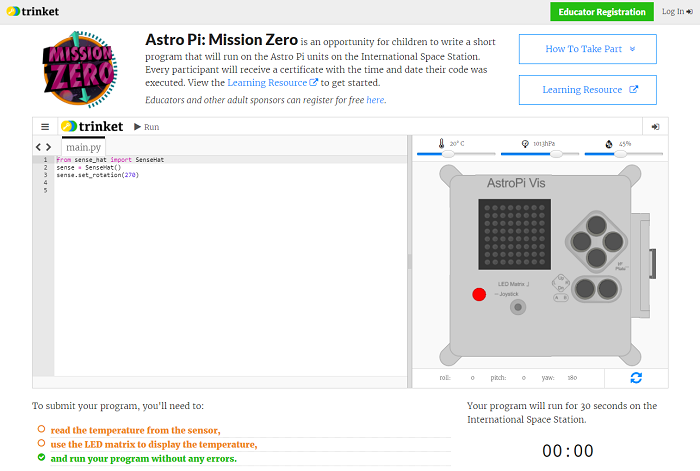 trinket
Educator Registration
Log In
MISSION
ZERO
Astro Pi: Mission Zero is an opportunity for children to write a short
program that will run on the Astro Pi units on the International Space Station.
Every participant will receive a certificate with the time and date their code was
executed. View the Learning Resource to get started.
Educators and other adult sponsors can register for free here.
How To Take Part
Learning Resource
trinket
Run
main.py
1 from sense_hat import SenseHat
2 sense = SenseHat()
3 sense.set_rotation(270)
4
5
20° C
1013hPa
45%
AstroPi Vis
LED Matrix
Joystick
A B
roll: 0 pitch: 0 yaw: 180
To submit your program, you'll need to:
read the temperature from the sensor,
use the LED matrix to display the temperature,
and run your program without any errors.
Your program will run for 30 seconds on the
International Space Station.
00:00